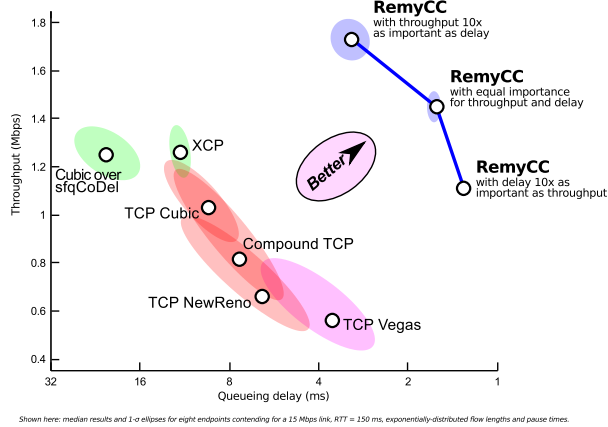 RemyCC
with throughput 10x
as important as delay
RemyCC
with equal importance
for throughput and delay
RemyCC
with delay 10x as
important as throughput
Better
XCP
Cubic over
sfqCoDel
TCP Cubic
Compound TCP
TCP NewReno
TCP Vegas
Throughput (Mbps)
1.8
1.6
1.4
1.2
1
0.8
0.6
0.4
32 16 8 4 2 1
Queueing delay (ms)
Shown here: median results and 1-σ ellipses for eight endpoints contending for a 15 Mbps link, RTT = 150 ms, exponentially-distributed flow lengths and pause times.